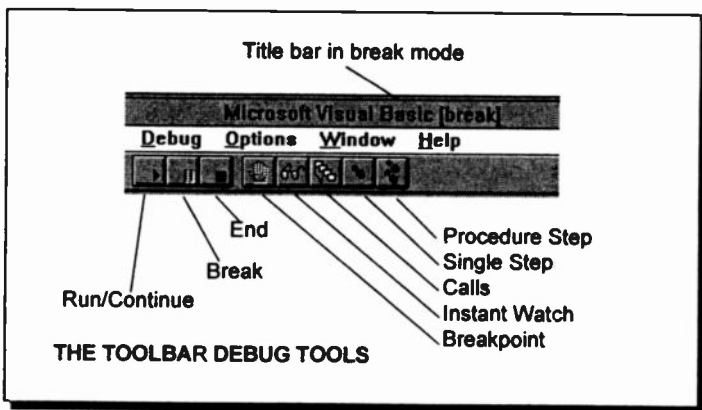 Title bar in break mode
Microsoft Visual Basic [break]
Debug Options Window Help
End
Break
Run/Continue
Procedure Step
Single Step
Calls
Instant Watch
Breakpoint
THE TOOLBAR DEBUG TOOLS